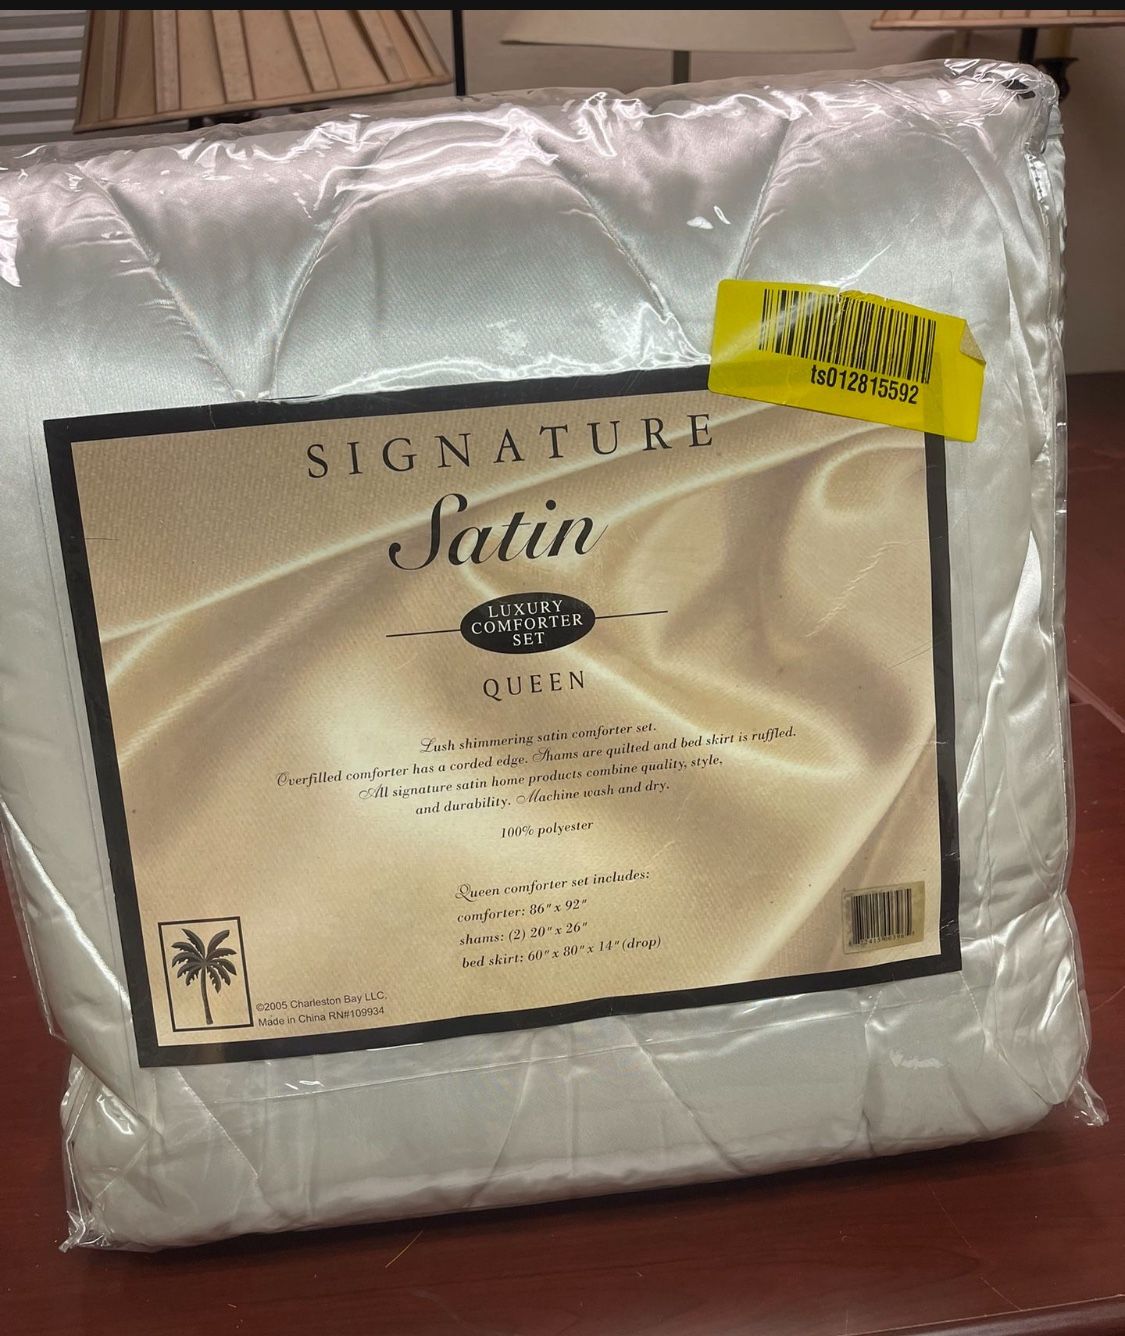 ts012815592
SIGNATURE
Satin
LUXURY
COMFORTER
SET
QUEEN
Lush shimmering satin comforter set.
Overfilled comforter has a corded edge. Shams are quilted and bed skirt is ruffled.
All signature satin home products combine quality, style,
and durability. Machine wash and dry.
100% polyester
Queen comforter set includes:
comforter: 86" x 92"
shams: (2) 20" x 26"
bed skirt: 60" x 80" x 14" (drop)
©2005 Charleston Bay LLC.
Made in China RN#109934